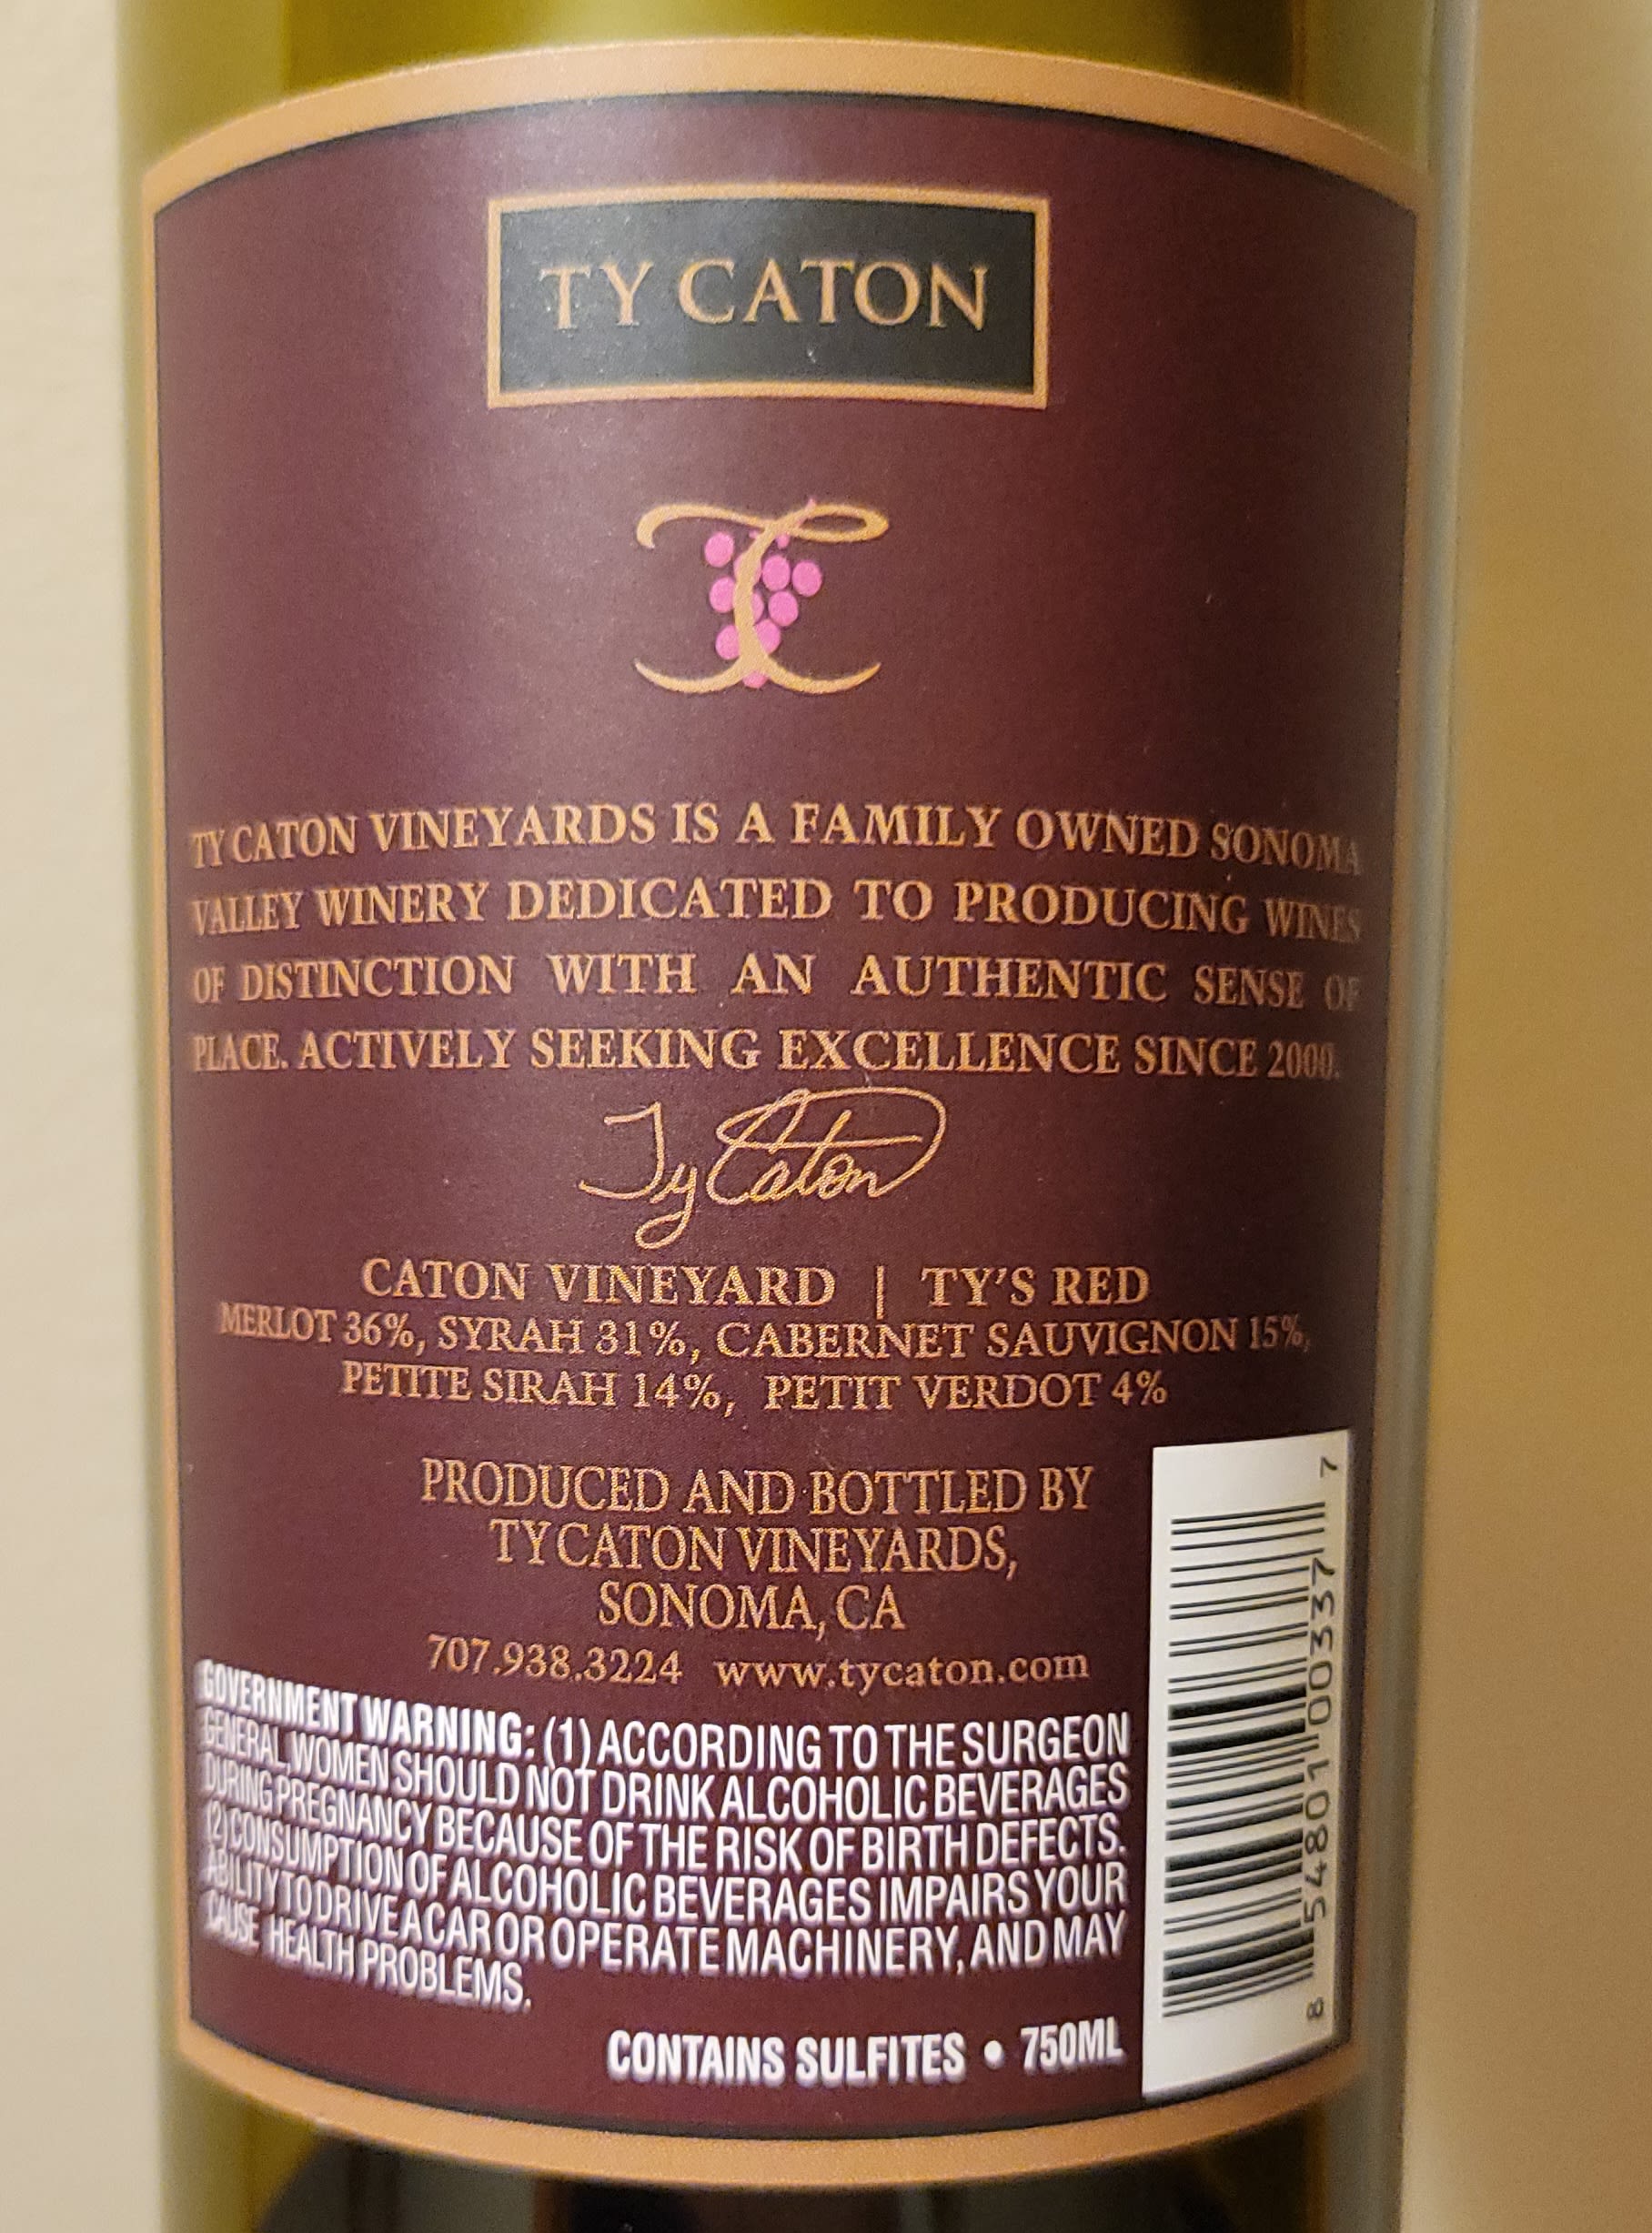 TY CATON
TY CATON VINEYARDS IS A FAMILY OWNED SONOMA
VALLEY WINERY DEDICATED TO PRODUCING WINES
OF DISTINCTION WITH AN AUTHENTIC SENSE OF
PLACE. ACTIVELY SEEKING EXCELLENCE SINCE 2000.
Ty Caton
CATON VINEYARD | TY'S RED
MERLOT 36%, SYRAH 31%, CABERNET SAUVIGNON 15%,
PETITE SIRAH 14%, PETIT VERDOT 4%
PRODUCED AND BOTTLED BY
TY CATON VINEYARDS,
SONOMA, CA
707.938.3224 www.tycaton.com
GOVERNMENT WARNING: (1) ACCORDING TO THE SURGEON
GENERAL, WOMEN SHOULD NOT DRINK ALCOHOLIC BEVERAGES
DURING PREGNANCY BECAUSE OF THE RISK OF BIRTH DEFECTS.
(2) CONSUMPTION OF ALCOHOLIC BEVERAGES IMPAIRS YOUR
ABILITY TO DRIVE A CAR OR OPERATE MACHINERY, AND MAY
CAUSE HEALTH PROBLEMS.
CONTAINS SULFITES • 750ML
8 54801 00337 7